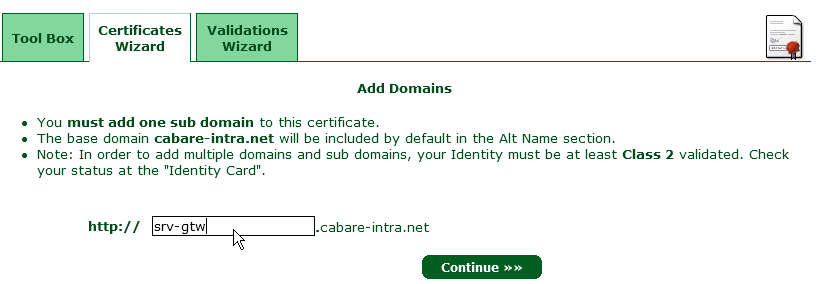 Tool Box
Certificates
Wizard
Validations
Wizard
Add Domains
You must add one sub domain to this certificate.
The base domain cabare-intra.net will be included by default in the Alt Name section.
Note: In order to add multiple domains and sub domains, your Identity must be at least Class 2 validated. Check
your status at the "Identity Card".
http:// srv-gtw .cabare-intra.net
Continue »»